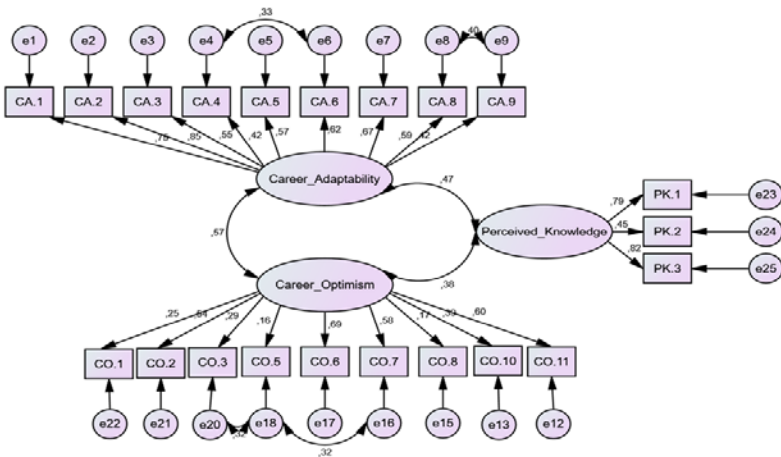 ,33
,40
e1 e2 e3 e4 e5 e6 e7 e8 e9
CA.1 CA.2 CA.3 CA.4 CA.5 CA.6 CA.7 CA.8 CA.9
,75 ,85 ,55 ,42 ,57 ,62 ,67 ,59 ,42
Career_Adaptability
,47
,57
Perceived_Knowledge
,79 ,45 ,82
PK.1 e23
PK.2 e24
PK.3 e25
,38
Career_Optimism
,25 ,54 ,29 ,16 ,69 ,58 ,17 ,39 ,60
CO.1 CO.2 CO.3 CO.5 CO.6 CO.7 CO.8 CO.10 CO.11
e22 e21 e20 e18 e17 e16 e15 e13 e12
,32
,32